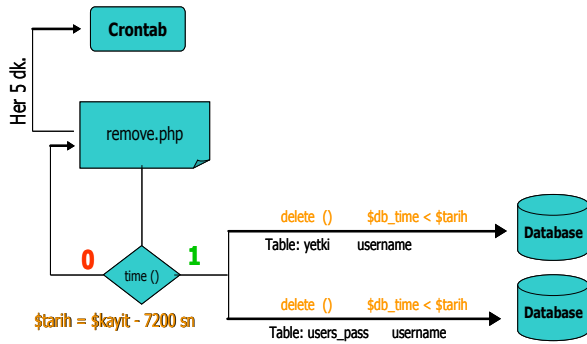 Crontab
Her 5 dk.
remove.php
0
1
time ()
$tarih = $kayit - 7200 sn
delete () $db_time < $tarih
Table: yetki username
Database
delete () $db_time < $tarih
Table: users_pass username
Database